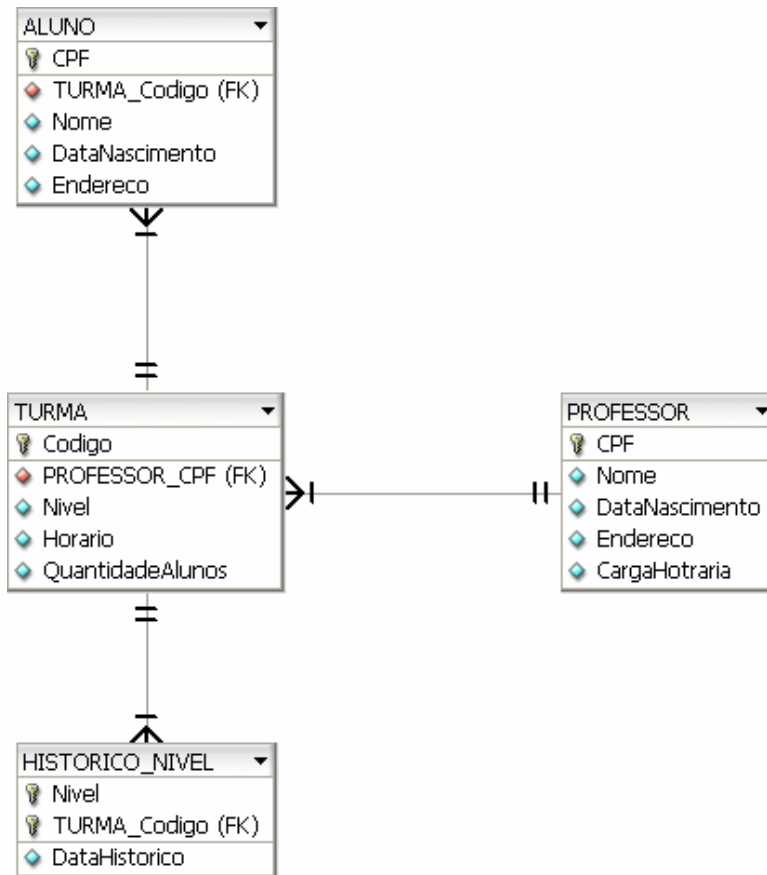 ALUNO
CPF
TURMA_Codigo (FK)
Nome
DataNascimento
Endereco
TURMA
Codigo
PROFESSOR_CPF (FK)
Nivel
Horario
QuantidadeAlunos
PROFESSOR
CPF
Nome
DataNascimento
Endereco
CargaHotraria
HISTORICO_NIVEL
Nivel
TURMA_Codigo (FK)
DataHistorico